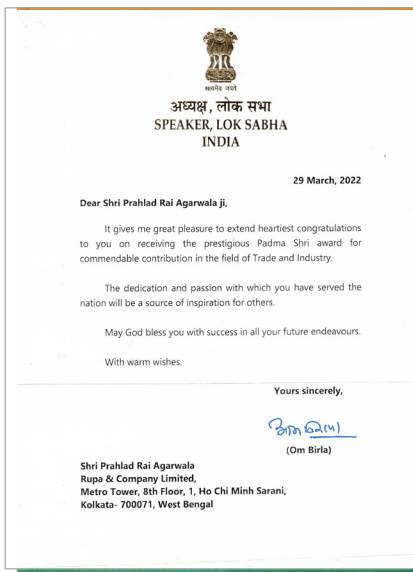 सत्यमेव जयते
अध्यक्ष, लोक सभा
SPEAKER, LOK SABHA
INDIA
29 March, 2022
Dear Shri Prahlad Rai Agarwala ji,
It gives me great pleasure to extend heartiest congratulations
to you on receiving the prestigious Padma Shri award for
commendable contribution in the field of Trade and Industry.
The dedication and passion with which you have served the
nation will be a source of inspiration for others.
May God bless you with success in all your future endeavours.
With warm wishes.
Yours sincerely,
(Om Birla)
Shri Prahlad Rai Agarwala
Rupa & Company Limited,
Metro Tower, 8th Floor, 1, Ho Chi Minh Sarani,
Kolkata- 700071, West Bengal